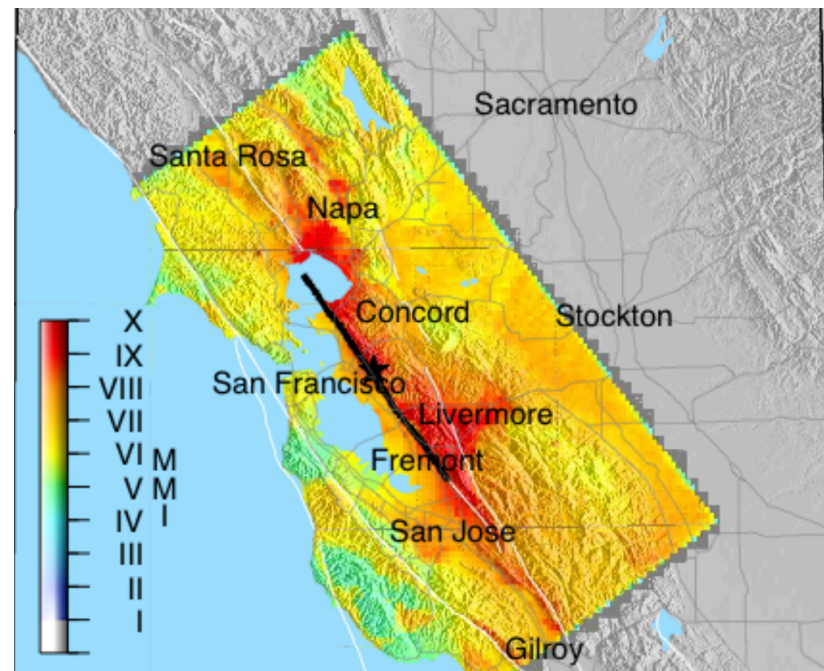 Sacramento
Santa Rosa
Napa
Concord
Stockton
San Francisco
Livermore
Fremont
San Jose
Gilroy
X
IX
VIII
VII
VI
V
IV
III
II
I
MMI